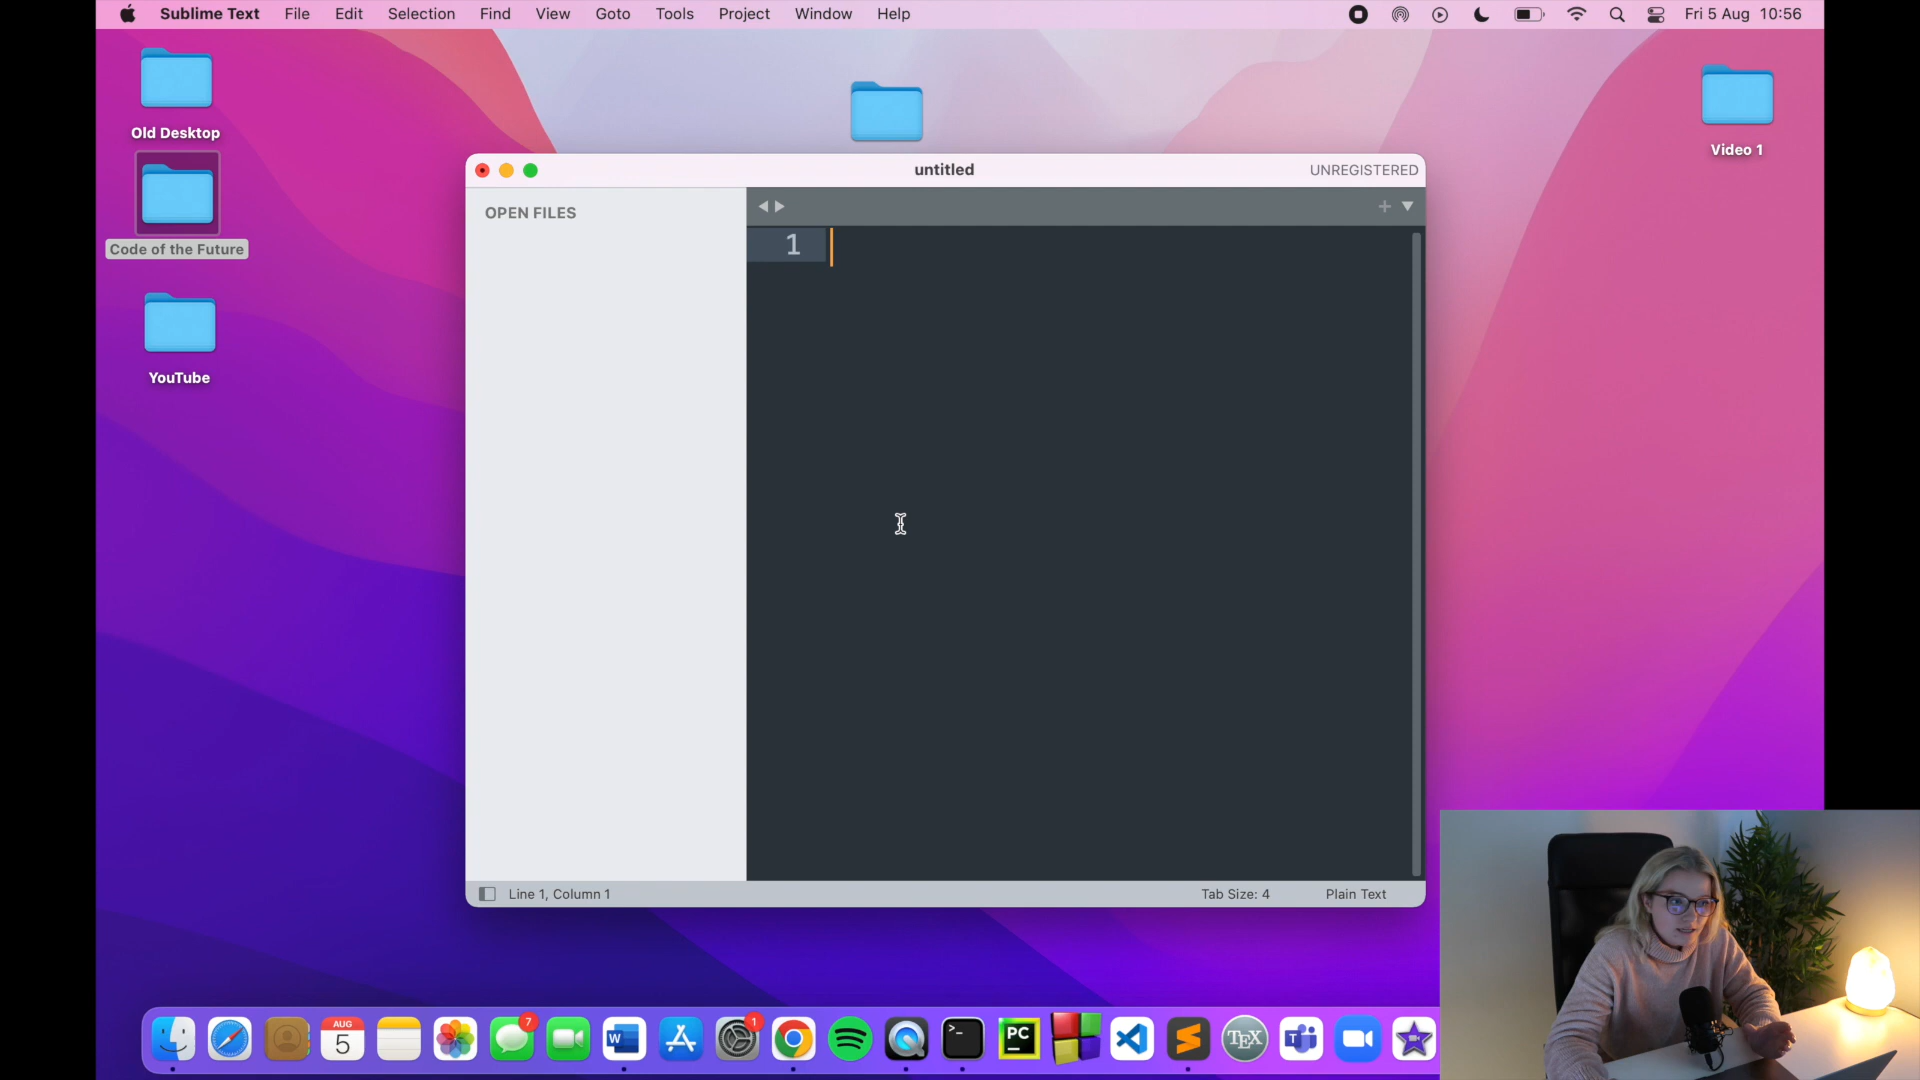 Sublime Text File Edit Selection Find View Goto Tools Project Window Help Fri 5 Aug 10:56
Old Desktop
Video 1
untitled UNREGISTERED
OPEN FILES
1
Code of the Future
YouTube
Line 1, Column 1 Tab Size: 4 Plain Text
AUG
5
7
W
1
>_
PC
TEX
T